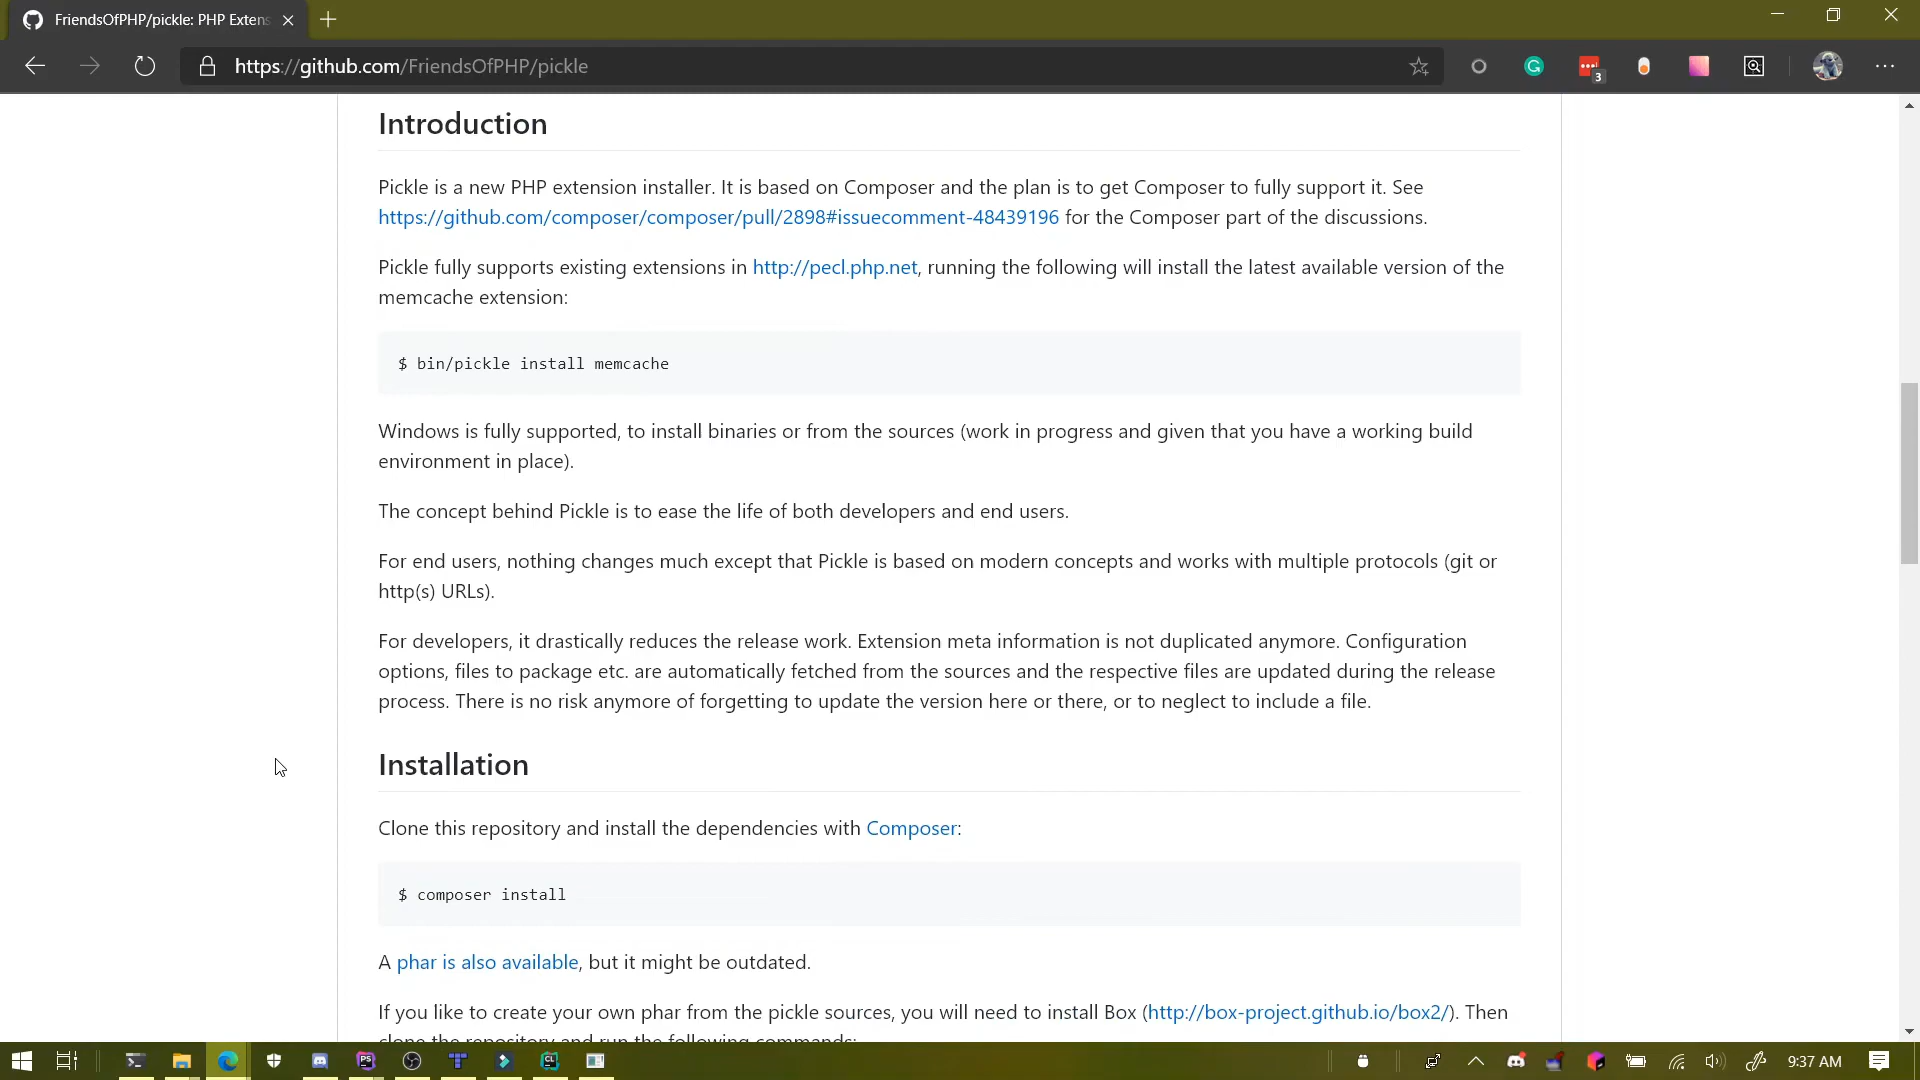 FriendsOfPHP/pickle: PHP Extens
https://github.com/FriendsOfPHP/pickle
3
Introduction
Pickle is a new PHP extension installer. It is based on Composer and the plan is to get Composer to fully support it. See
https://github.com/composer/composer/pull/2898#issuecomment-48439196 for the Composer part of the discussions.
Pickle fully supports existing extensions in http://pecl.php.net, running the following will install the latest available version of the
memcache extension:
$ bin/pickle install memcache
Windows is fully supported, to install binaries or from the sources (work in progress and given that you have a working build
environment in place).
The concept behind Pickle is to ease the life of both developers and end users.
For end users, nothing changes much except that Pickle is based on modern concepts and works with multiple protocols (git or
http(s) URLs).
For developers, it drastically reduces the release work. Extension meta information is not duplicated anymore. Configuration
options, files to package etc. are automatically fetched from the sources and the respective files are updated during the release
process. There is no risk anymore of forgetting to update the version here or there, or to neglect to include a file.
Installation
Clone this repository and install the dependencies with Composer:
$ composer install
A phar is also available, but it might be outdated.
If you like to create your own phar from the pickle sources, you will need to install Box (http://box-project.github.io/box2/). Then
clone the repository and run the following commands:
PS
CL
9:37 AM